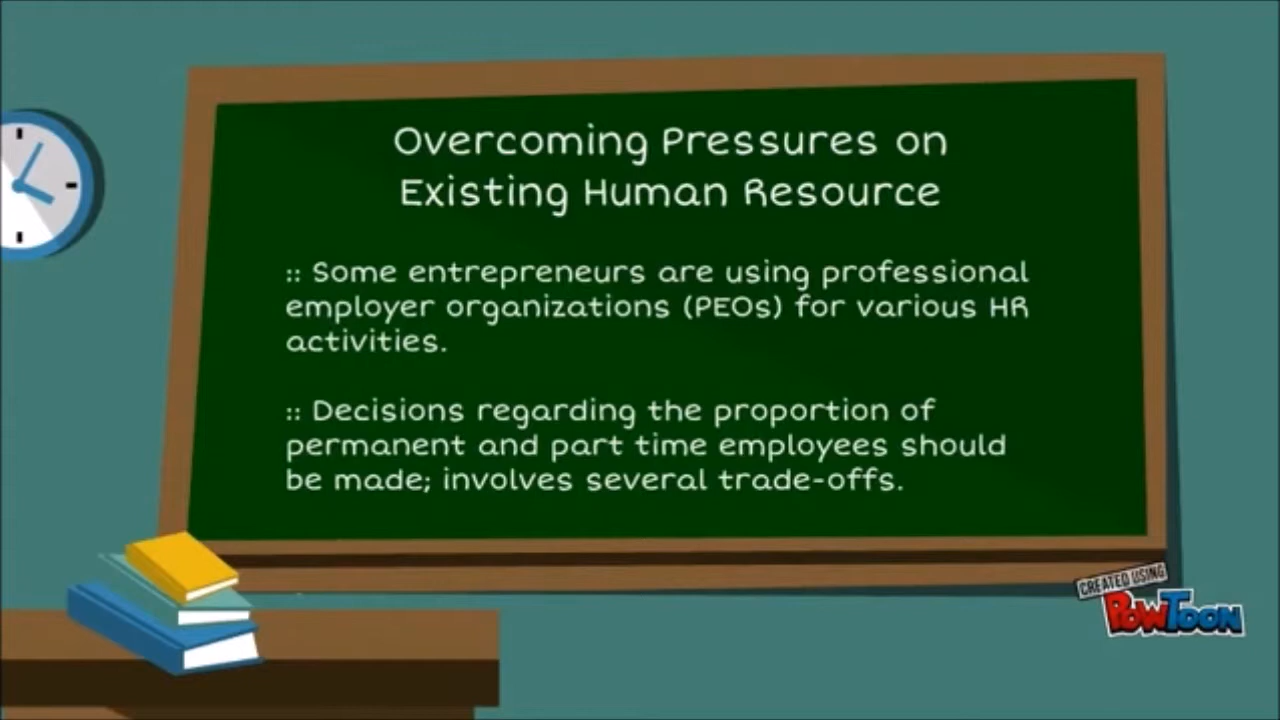 Overcoming Pressures on
Existing Human Resource
:: Some entrepreneurs are using professional
employer organizations (PEOs) for various HR
activities.
:: Decisions regarding the proportion of
permanent and part time employees should
be made; involves several trade-offs.
CREATED USING
POWTOON